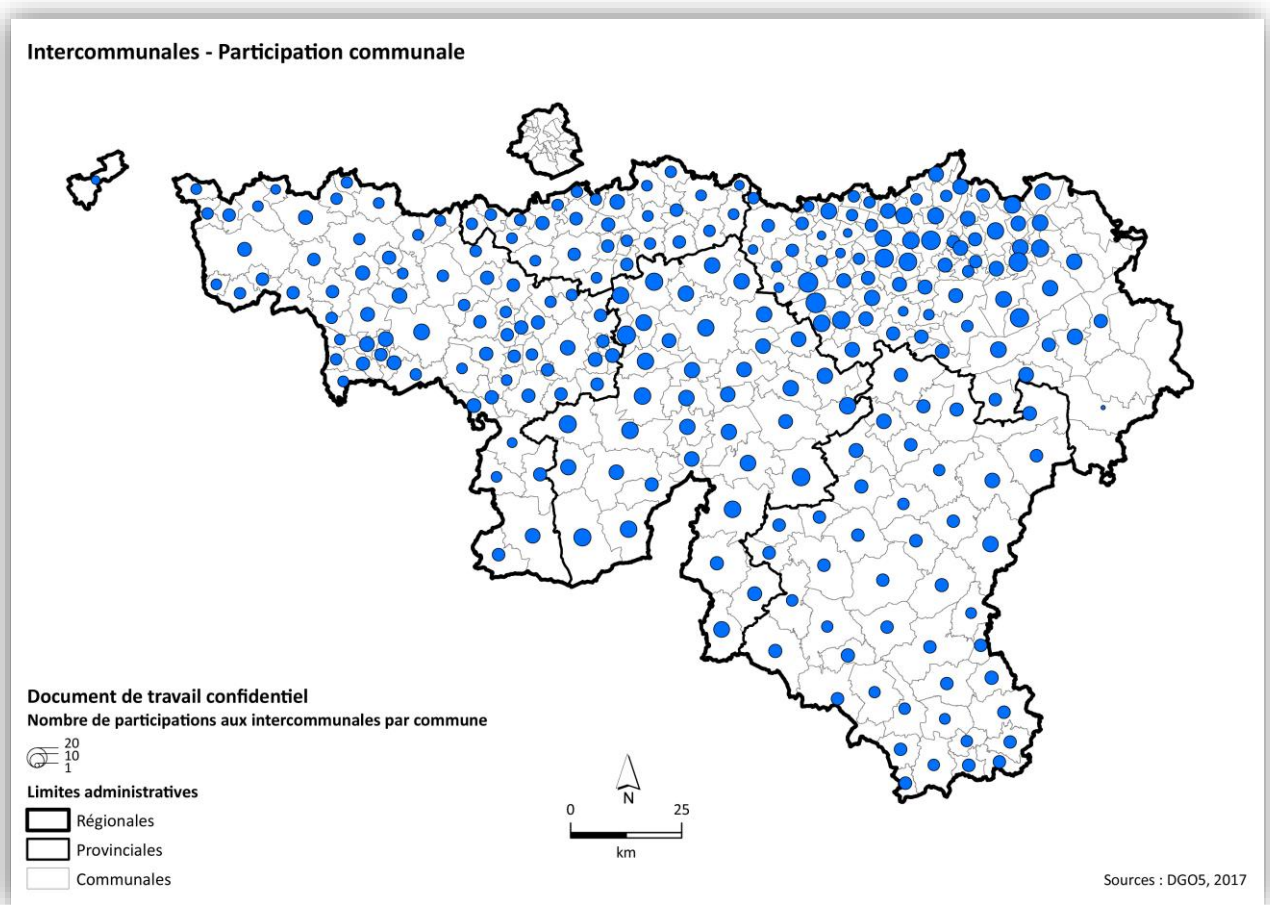 Intercommunales - Participation communale
Document de travail confidentiel
Nombre de participations aux intercommunales par commune
20
10
1
Limites administratives
Régionales
Provinciales
Communales
N
0 25
km
Sources : DGO5, 2017